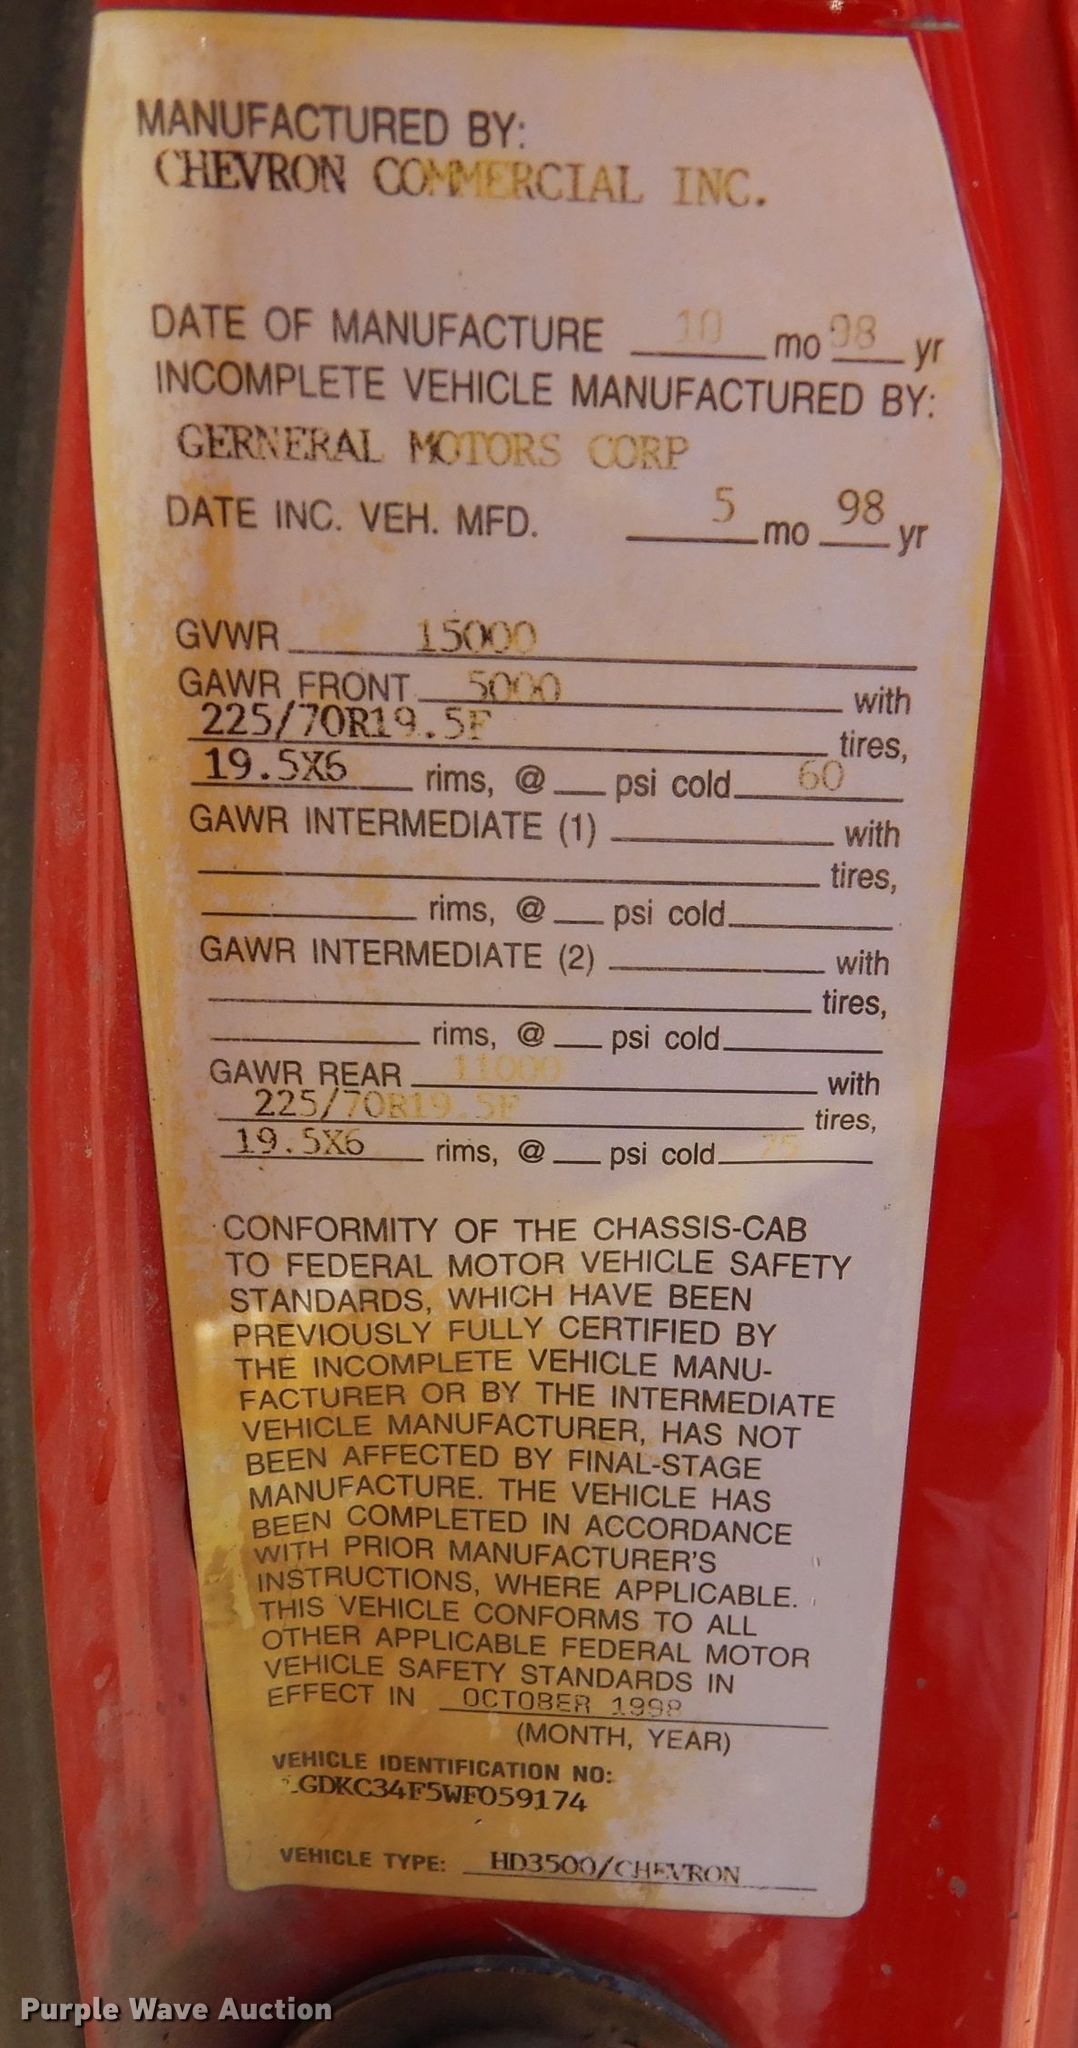 MANUFACTURED BY:
CHEVRON COMMERCIAL INC.
DATE OF MANUFACTURE 10 mo 98 yr
INCOMPLETE VEHICLE MANUFACTURED BY:
GERNERAL MOTORS CORP
DATE INC. VEH. MFD. 5 mo 98 yr
GVWR 15000
GAWR FRONT 5000 with
225/70R19.5F tires,
19.5X6 rims, @ psi cold 60
GAWR INTERMEDIATE (1) with
tires,
rims, @ psi cold
GAWR INTERMEDIATE (2) with
tires,
rims, @ psi cold
GAWR REAR 11000 with
225/70R19.5F tires,
19.5X6 rims, @ psi cold 75
CONFORMITY OF THE CHASSIS-CAB
TO FEDERAL MOTOR VEHICLE SAFETY
STANDARDS, WHICH HAVE BEEN
PREVIOUSLY FULLY CERTIFIED BY
THE INCOMPLETE VEHICLE MANU-
FACTURER OR BY THE INTERMEDIATE
VEHICLE MANUFACTURER, HAS NOT
BEEN AFFECTED BY FINAL-STAGE
MANUFACTURE. THE VEHICLE HAS
BEEN COMPLETED IN ACCORDANCE
WITH PRIOR MANUFACTURER'S
INSTRUCTIONS, WHERE APPLICABLE.
THIS VEHICLE CONFORMS TO ALL
OTHER APPLICABLE FEDERAL MOTOR
VEHICLE SAFETY STANDARDS IN
EFFECT IN OCTOBER 1998
(MONTH, YEAR)
VEHICLE IDENTIFICATION NO:
1GDKC34F5WF059174
VEHICLE TYPE: HD3500/CHEVRON
Purple Wave Auction